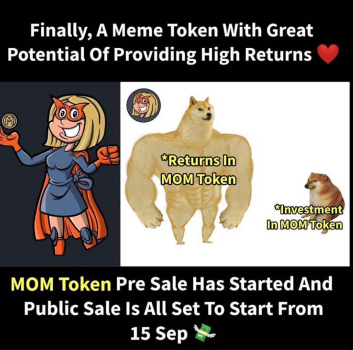 Finally, A Meme Token With Great
Potential Of Providing High Returns ❤️
*Returns In
MOM Token
*Investment
In MOM Token
MOM Token Pre Sale Has Started And
Public Sale Is All Set To Start From
15 Sep 💸